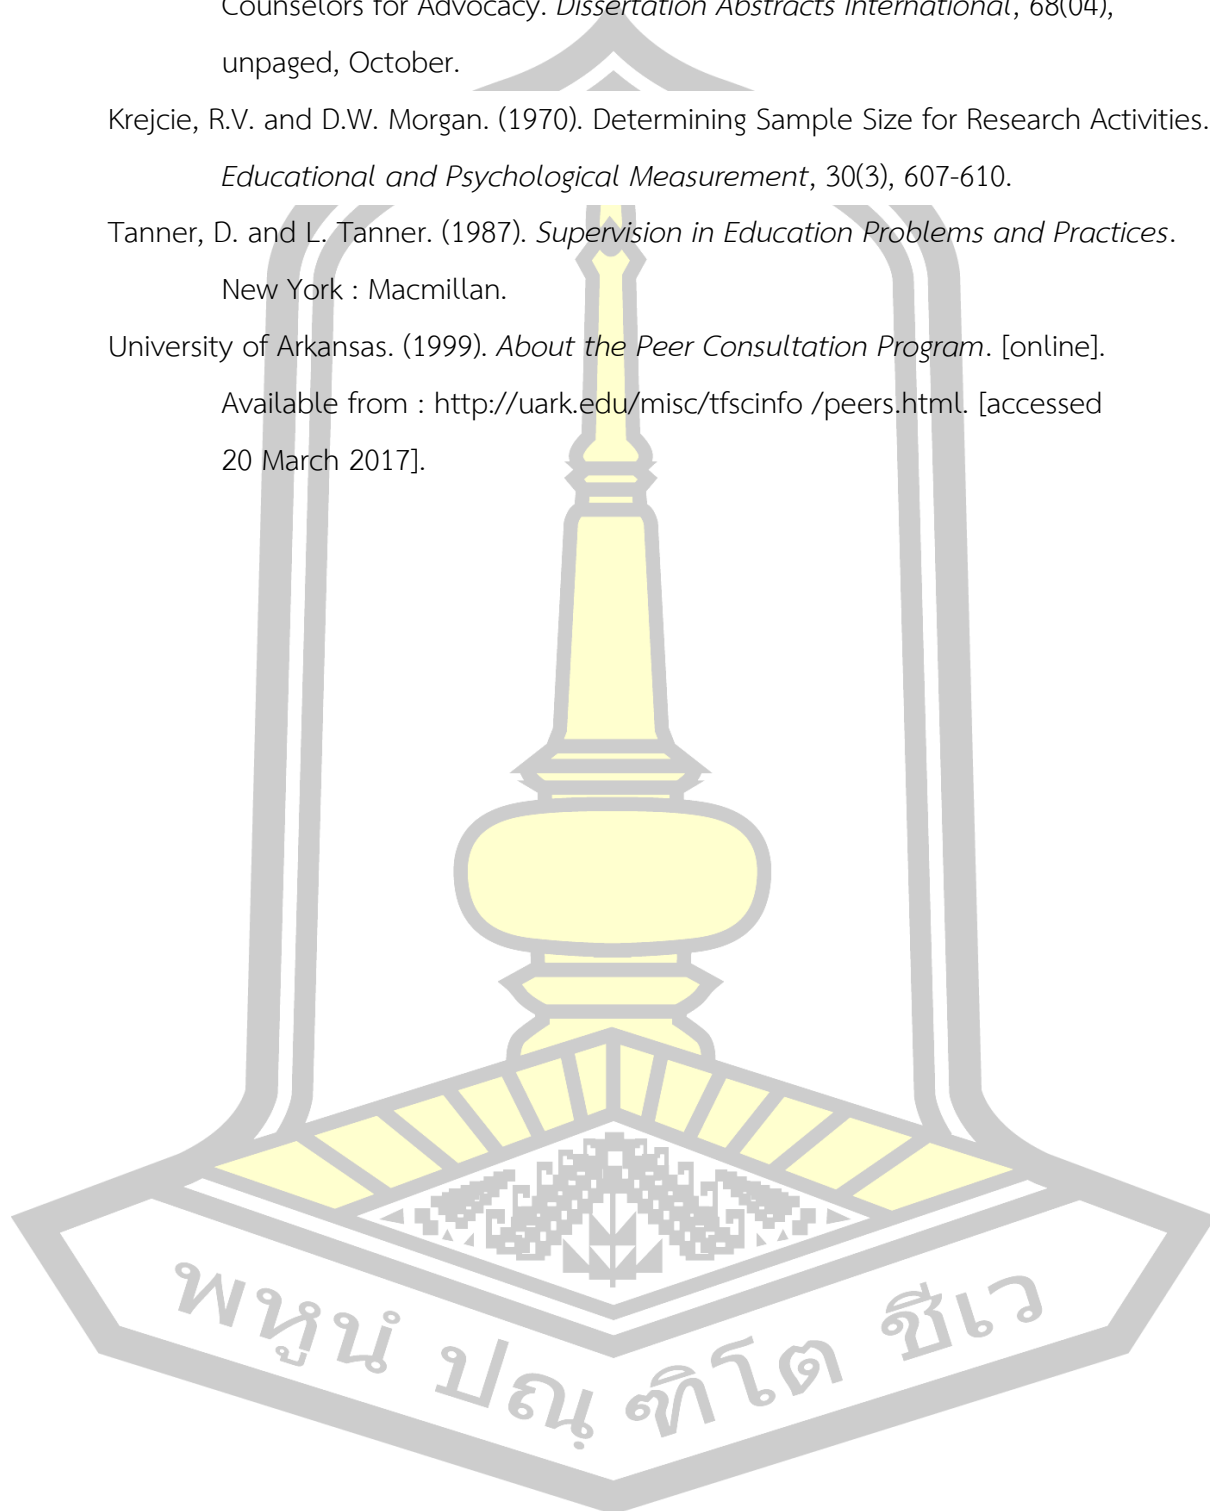 Counselors for Advocacy. Dissertation Abstracts International, 68(04),
unpaged, October.
Krejcie, R.V. and D.W. Morgan. (1970). Determining Sample Size for Research Activities.
Educational and Psychological Measurement, 30(3), 607-610.
Tanner, D. and L. Tanner. (1987). Supervision in Education Problems and Practices.
New York : Macmillan.
University of Arkansas. (1999). About the Peer Consultation Program. [online].
Available from : http://uark.edu/misc/tfscinfo /peers.html. [accessed
20 March 2017].
พหูนํ ปณฺฑิโต ชีเว